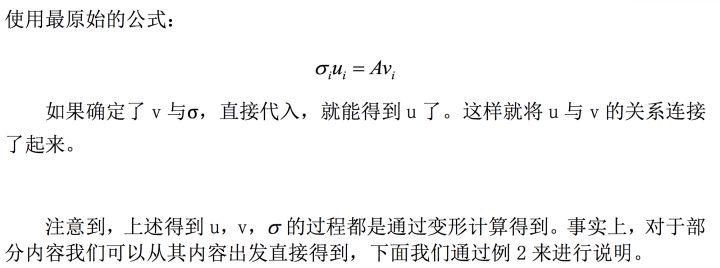 使用最原始的公式：
σᵢuᵢ = Avᵢ
如果确定了 v 与σ，直接代入，就能得到 u 了。这样就将 u 与 v 的关系连接
了起来。
注意到，上述得到 u，v，σ 的过程都是通过变形计算得到。事实上，对于部
分内容我们可以从其内容出发直接得到，下面我们通过例 2 来进行说明。